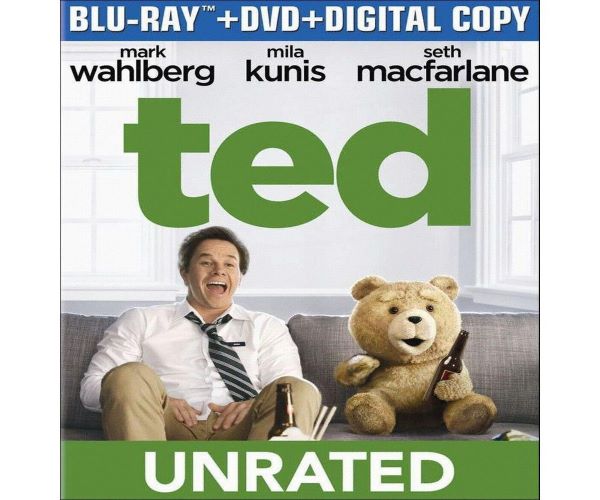 BLU-RAY™+DVD+DIGITAL COPY
mark wahlberg mila kunis seth macfarlane
ted
UNRATED